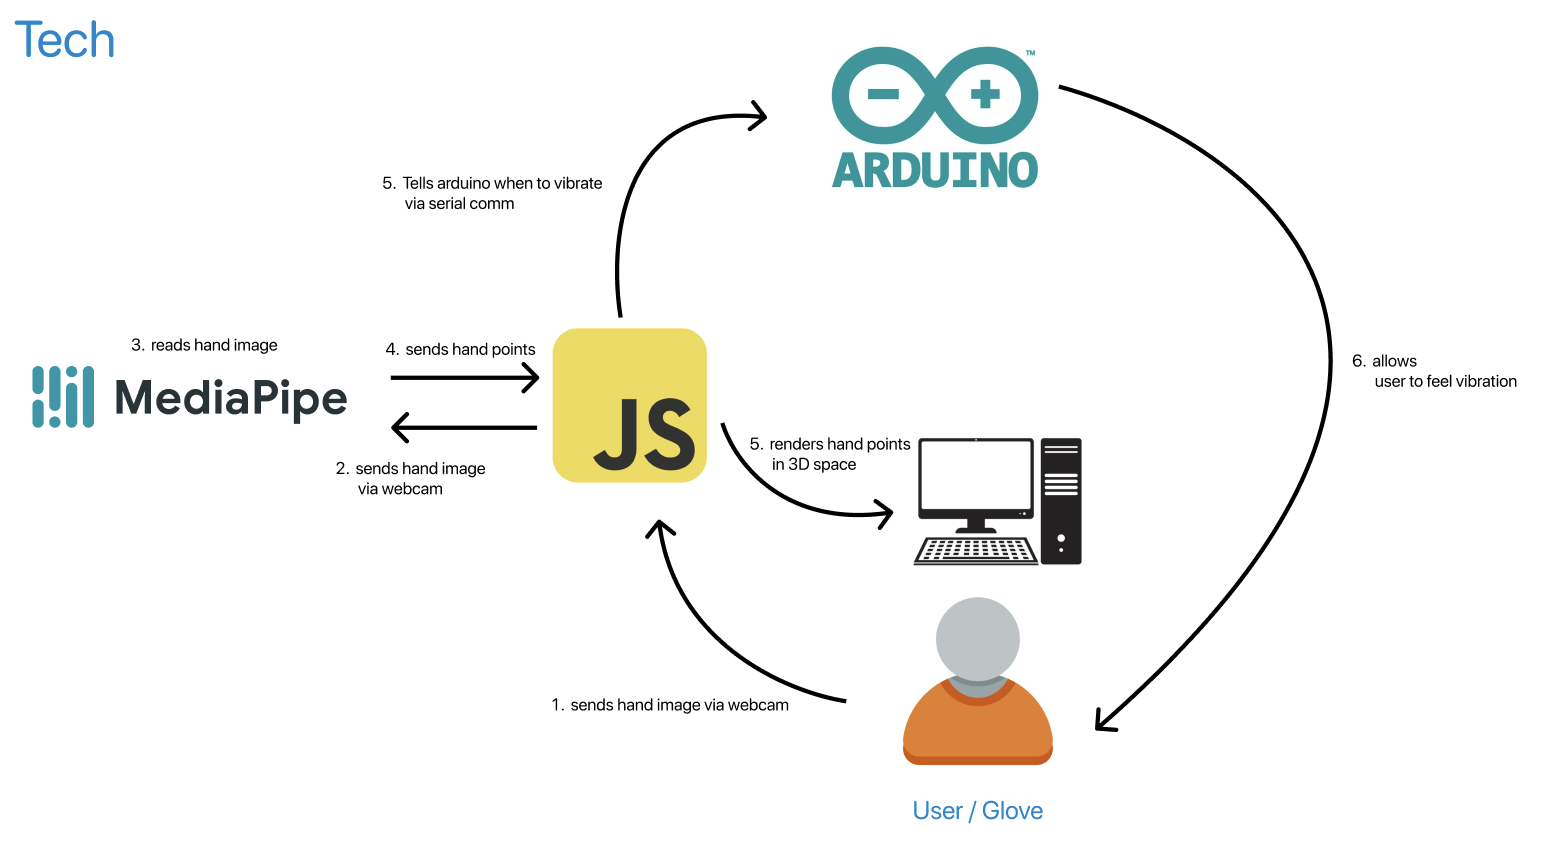 Tech
™
ARDUINO
5. Tells arduino when to vibrate
via serial comm
3. reads hand image
4. sends hand points
MediaPipe
JS
2. sends hand image
via webcam
5. renders hand points
in 3D space
6. allows
user to feel vibration
1. sends hand image via webcam
User / Glove